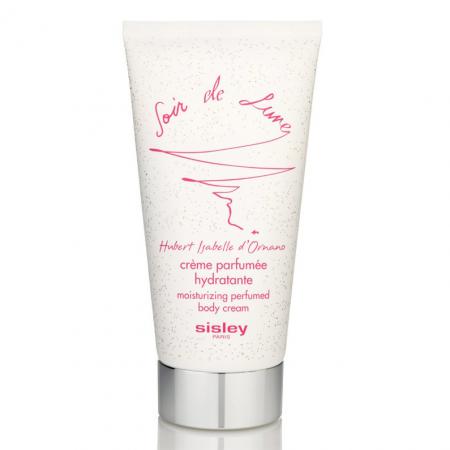 Soir de Lune
Hubert Isabelle d'Ornano
crème parfumée
hydratante
moisturizing perfumed
body cream
sisley
PARIS